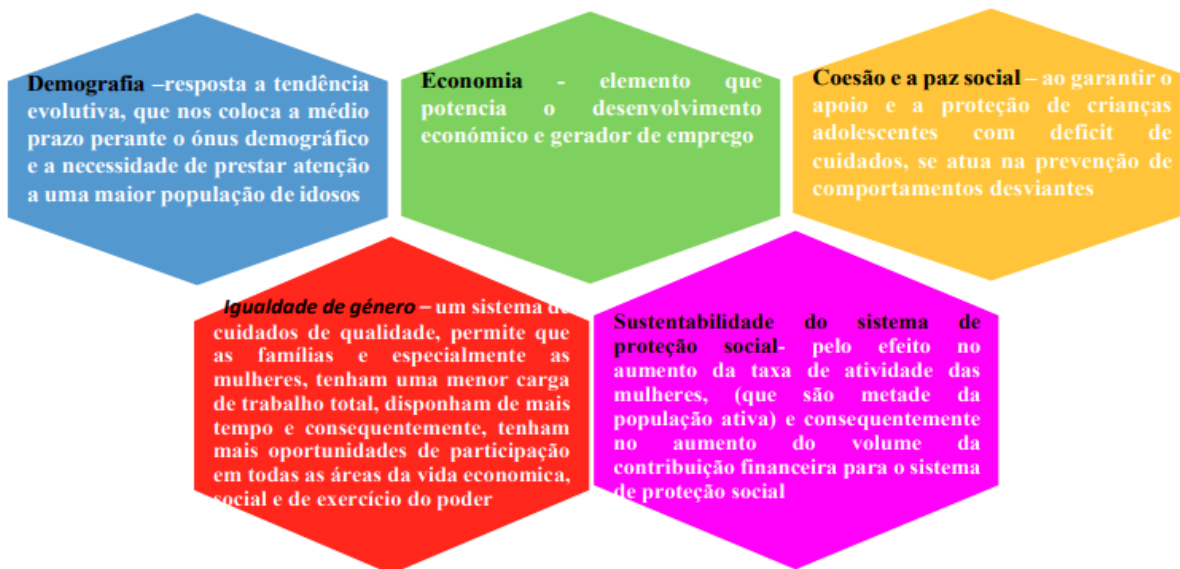 Demografia –resposta a tendência
evolutiva, que nos coloca a médio
prazo perante o ónus demográfico
e a necessidade de prestar atenção
a uma maior população de idosos
Economia - elemento que
potencia o desenvolvimento
económico e gerador de emprego
Coesão e a paz social – ao garantir o
apoio e a proteção de crianças
adolescentes com deficit de
cuidados, se atua na prevenção de
comportamentos desviantes
Igualdade de género – um sistema de
cuidados de qualidade, permite que
as famílias e especialmente as
mulheres, tenham uma menor carga
de trabalho total, disponham de mais
tempo e consequentemente, tenham
mais oportunidades de participação
em todas as áreas da vida economica,
social e de exercício do poder
Sustentabilidade do sistema de
proteção social- pelo efeito no
aumento da taxa de atividade das
mulheres, (que são metade da
população ativa) e consequentemente
no aumento do volume da
contribuição financeira para o sistema
de proteção social